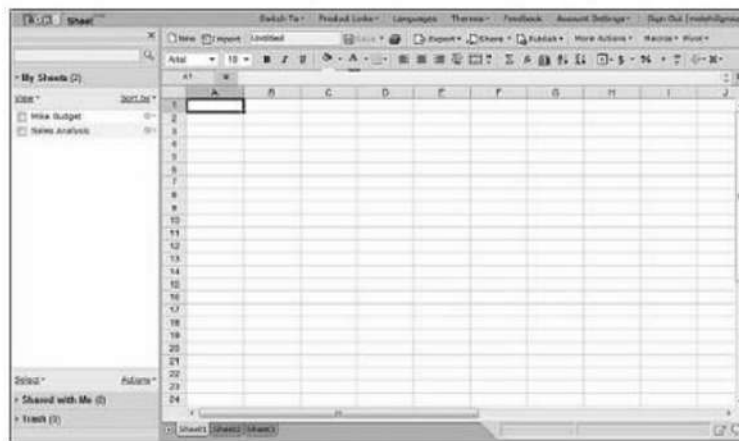 Sheet
Switch To Product Links Languages Themes Feedback Account Settings Sign Out
New Import Untitled Export Share Publish More Actions Macros Pivot
Arial 10 B I U
A1
My Sheets (2)
View Sort by
Mike Budget
Sales Analysis
A B C D E F G H I J
1
2
3
4
5
6
7
8
9
10
11
12
13
14
15
16
17
18
19
20
21
22
23
24
Select Actions
Shared with Me (0)
Trash (0)
Sheet1 Sheet2 Sheet3